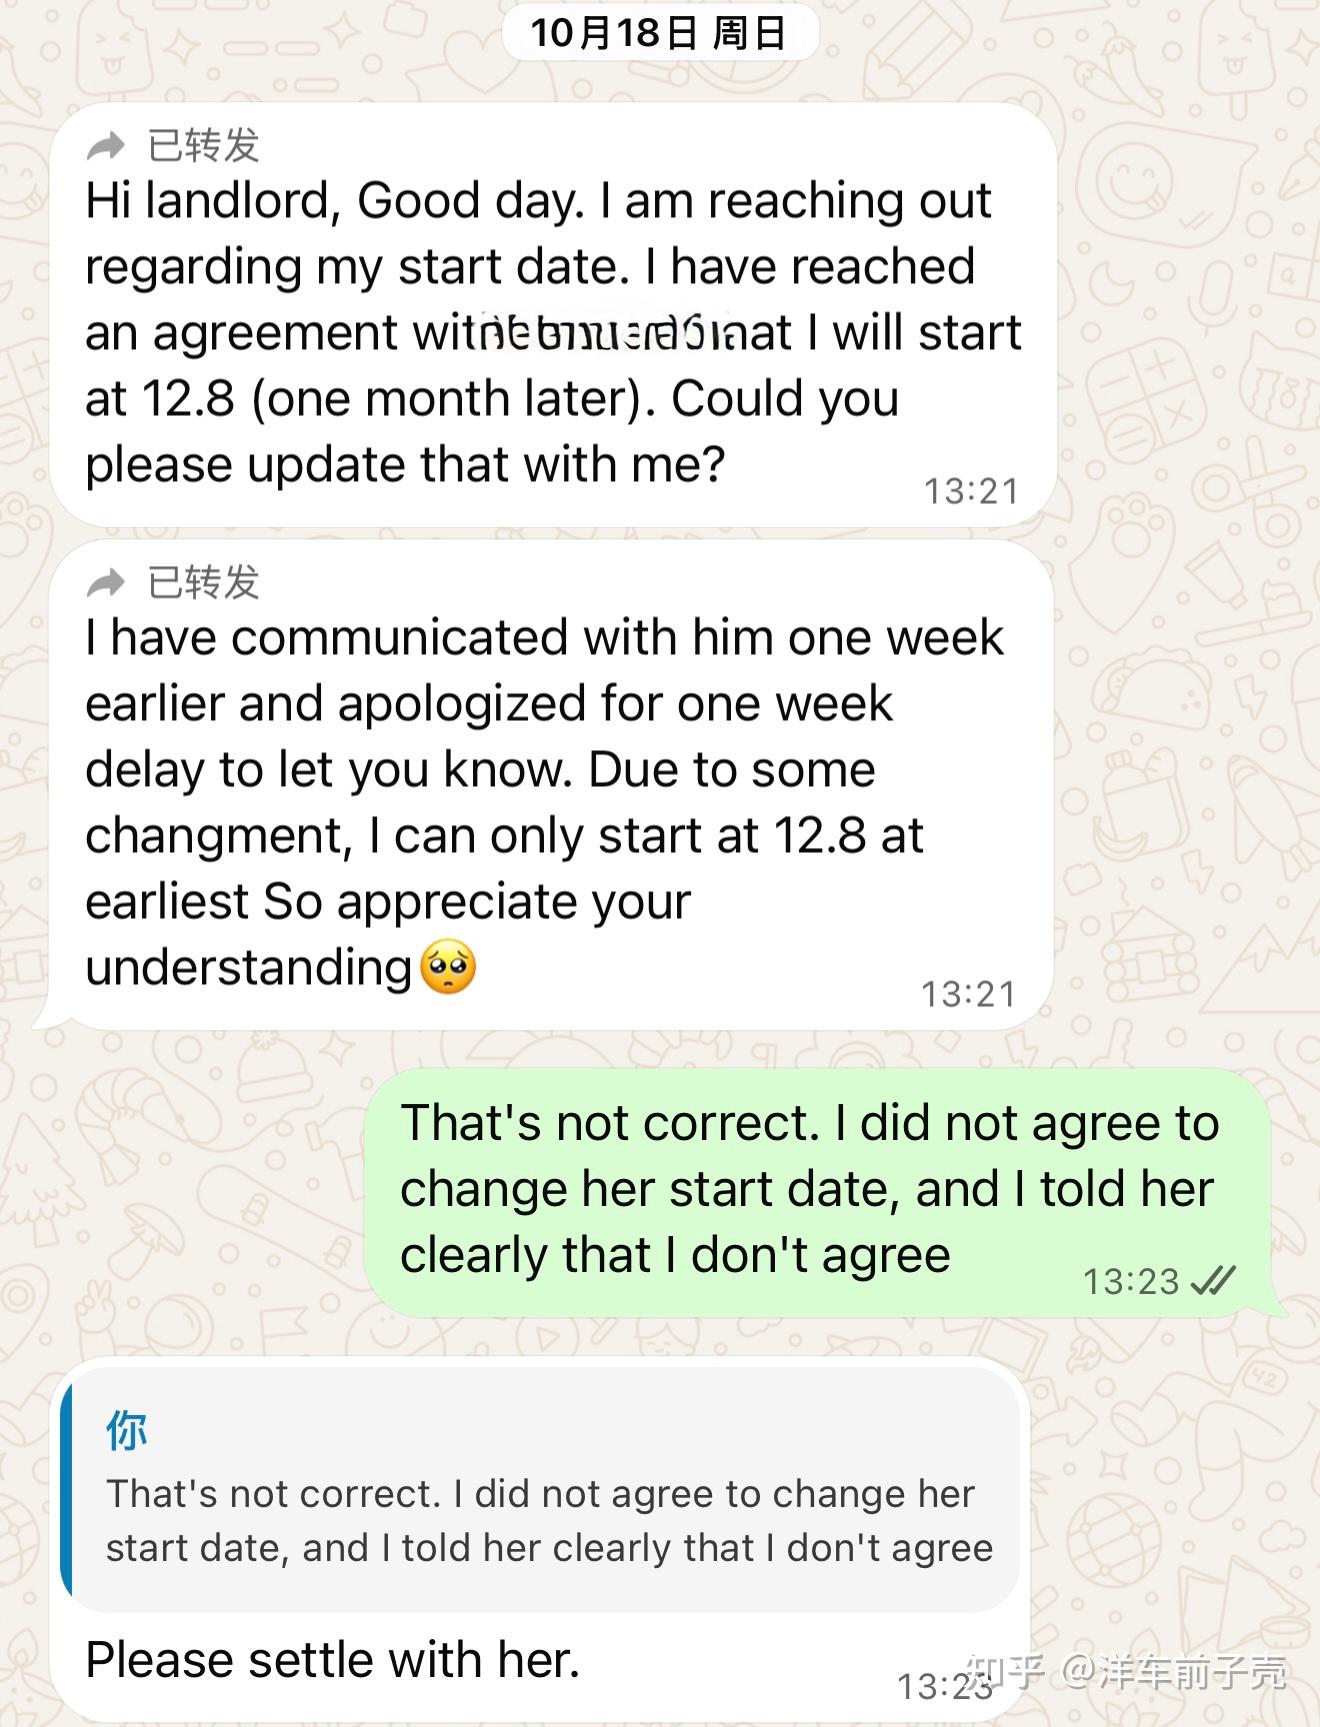 10月18日 周日
已转发
Hi landlord, Good day. I am reaching out
regarding my start date. I have reached
an agreement with that I will start
at 12.8 (one month later). Could you
please update that with me?
13:21
已转发
I have communicated with him one week
earlier and apologized for one week
delay to let you know. Due to some
changment, I can only start at 12.8 at
earliest So appreciate your
understanding🥺
13:21
That's not correct. I did not agree to
change her start date, and I told her
clearly that I don't agree
13:23
你
That's not correct. I did not agree to change her
start date, and I told her clearly that I don't agree
Please settle with her.
13:23
知乎 @洋车前子壳